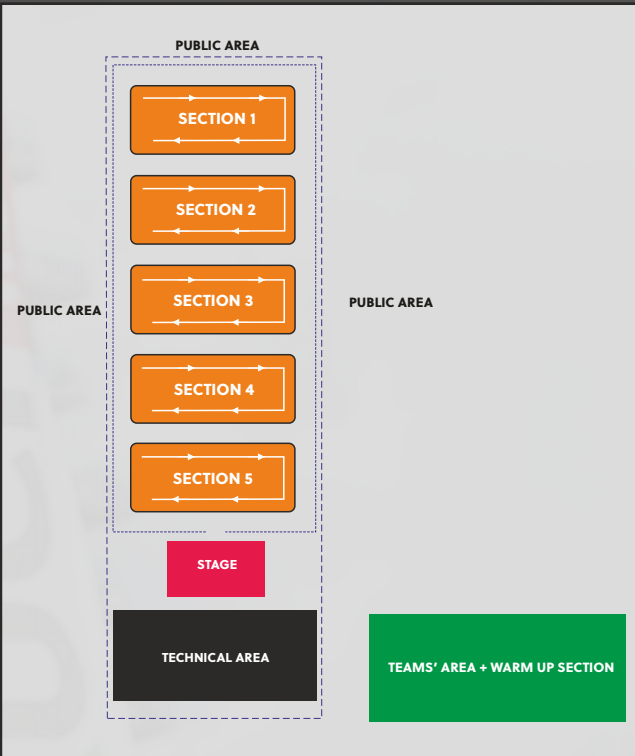 PUBLIC AREA
SECTION 1
SECTION 2
SECTION 3
PUBLIC AREA
PUBLIC AREA
SECTION 4
SECTION 5
STAGE
TECHNICAL AREA
TEAMS' AREA + WARM UP SECTION